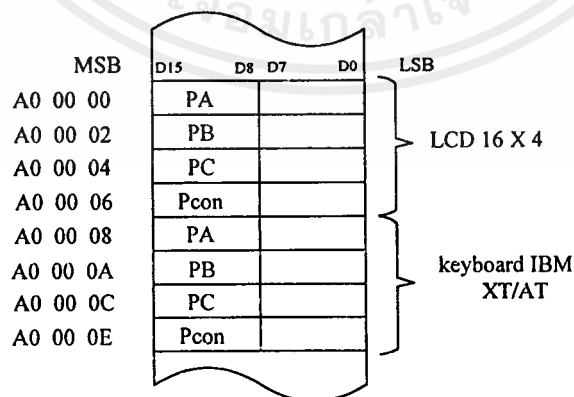 MSB D15 D8 D7 D0 LSB
A0 00 00 PA
A0 00 02 PB
LCD 16 X 4
A0 00 04 PC
A0 00 06 Pcon
A0 00 08 PA
A0 00 0A PB
keyboard IBM
XT/AT
A0 00 0C PC
A0 00 0E Pcon